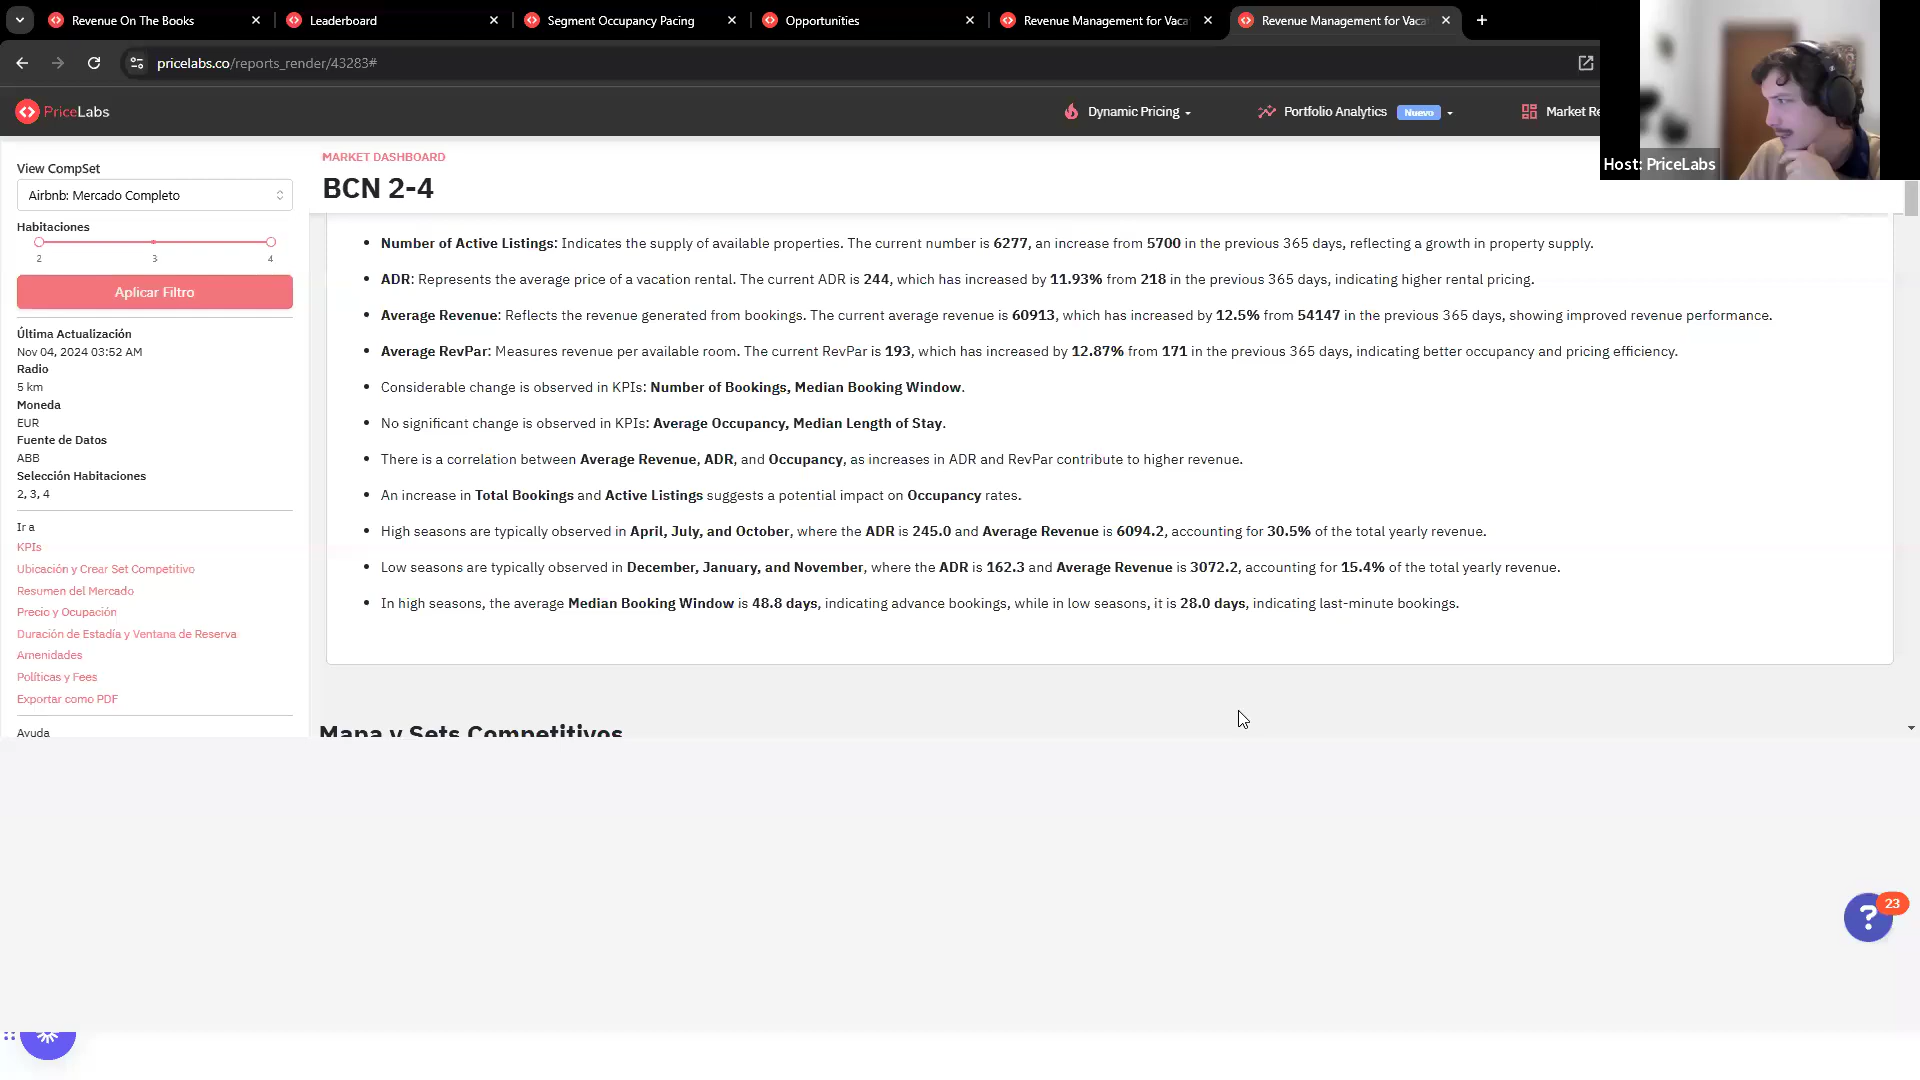 Revenue On The Books
Leaderboard
Segment Occupancy Pacing
Opportunities
Revenue Management for Vaca
Revenue Management for Vaca
pricelabs.co/reports_render/43283#
PriceLabs
Dynamic Pricing
Portfolio Analytics Nuevo
Market Re
Host: PriceLabs
View CompSet
Airbnb: Mercado Completo
Habitaciones
2 3 4
Aplicar Filtro
Última Actualización
Nov 04, 2024 03:52 AM
Radio
5 km
Moneda
EUR
Fuente de Datos
ABB
Selección Habitaciones
2, 3, 4
Ir a
KPIs
Ubicación y Crear Set Competitivo
Resumen del Mercado
Precio y Ocupación
Duración de Estadía y Ventana de Reserva
Amenidades
Políticas y Fees
Exportar como PDF
Ayuda
MARKET DASHBOARD
BCN 2-4
Number of Active Listings: Indicates the supply of available properties. The current number is 6277, an increase from 5700 in the previous 365 days, reflecting a growth in property supply.
ADR: Represents the average price of a vacation rental. The current ADR is 244, which has increased by 11.93% from 218 in the previous 365 days, indicating higher rental pricing.
Average Revenue: Reflects the revenue generated from bookings. The current average revenue is 60913, which has increased by 12.5% from 54147 in the previous 365 days, showing improved revenue performance.
Average RevPar: Measures revenue per available room. The current RevPar is 193, which has increased by 12.87% from 171 in the previous 365 days, indicating better occupancy and pricing efficiency.
Considerable change is observed in KPIs: Number of Bookings, Median Booking Window.
No significant change is observed in KPIs: Average Occupancy, Median Length of Stay.
There is a correlation between Average Revenue, ADR, and Occupancy, as increases in ADR and RevPar contribute to higher revenue.
An increase in Total Bookings and Active Listings suggests a potential impact on Occupancy rates.
High seasons are typically observed in April, July, and October, where the ADR is 245.0 and Average Revenue is 6094.2, accounting for 30.5% of the total yearly revenue.
Low seasons are typically observed in December, January, and November, where the ADR is 162.3 and Average Revenue is 3072.2, accounting for 15.4% of the total yearly revenue.
In high seasons, the average Median Booking Window is 48.8 days, indicating advance bookings, while in low seasons, it is 28.0 days, indicating last-minute bookings.
Mapa y Sets Competitivos
? 23